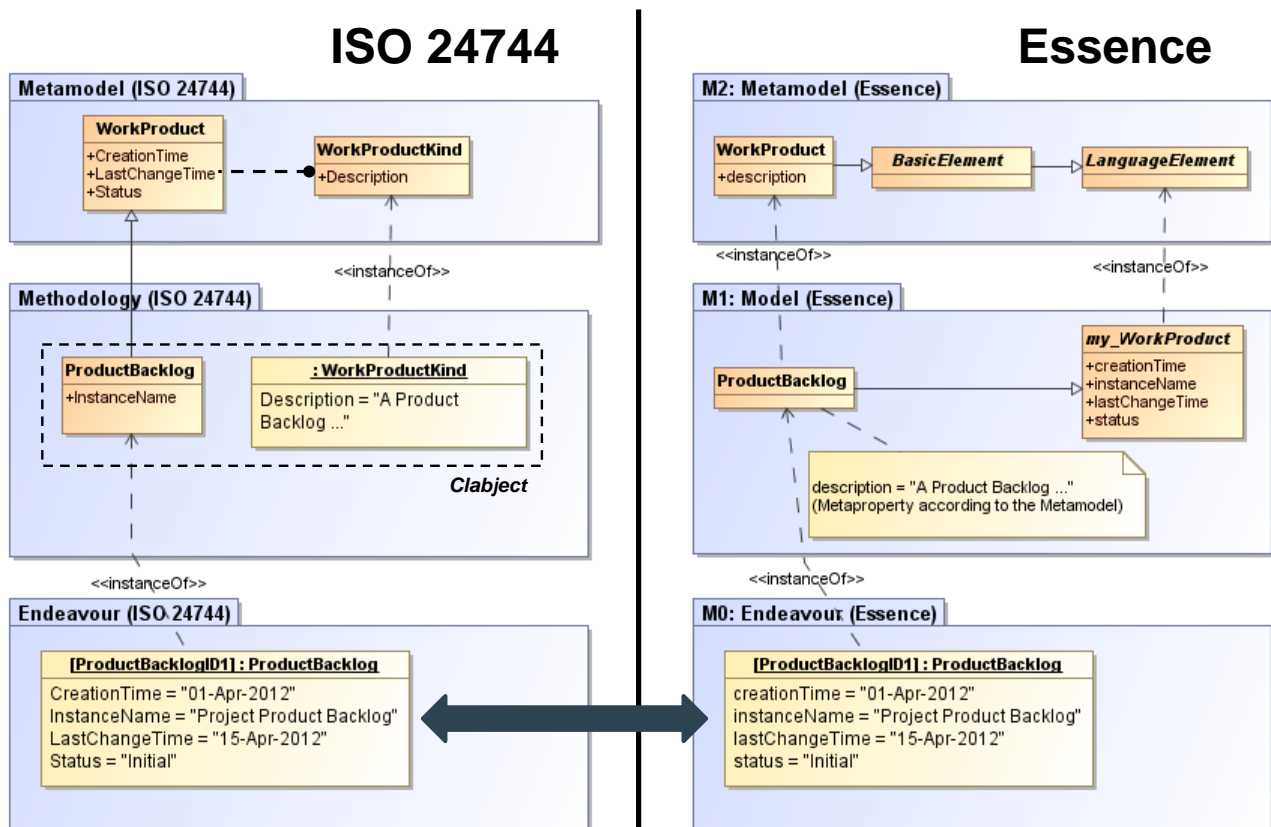 ISO 24744
Metamodel (ISO 24744)
WorkProduct
+CreationTime
+LastChangeTime
+Status
WorkProductKind
+Description
<<instanceOf>>
Methodology (ISO 24744)
ProductBacklog
+InstanceName
: WorkProductKind
Description = "A Product
Backlog ..."
Clabject
<<instanceOf>>
Endeavour (ISO 24744)
[ProductBacklogID1] : ProductBacklog
CreationTime = "01-Apr-2012"
InstanceName = "Project Product Backlog"
LastChangeTime = "15-Apr-2012"
Status = "Initial"
Essence
M2: Metamodel (Essence)
WorkProduct
+description
BasicElement
LanguageElement
<<instanceOf>>
<<instanceOf>>
M1: Model (Essence)
ProductBacklog
my_WorkProduct
+creationTime
+instanceName
+lastChangeTime
+status
description = "A Product Backlog ..."
(Metaproperty according to the Metamodel)
<<instanceOf>>
M0: Endeavour (Essence)
[ProductBacklogID1] : ProductBacklog
creationTime = "01-Apr-2012"
instanceName = "Project Product Backlog"
lastChangeTime = "15-Apr-2012"
status = "Initial"